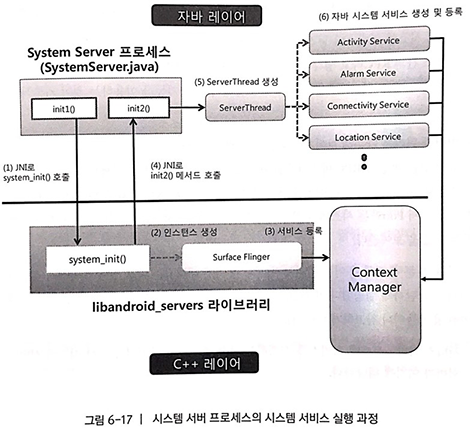 자바 레이어
(6) 자바 시스템 서비스 생성 및 등록
System Server 프로세스
(SystemServer.java)
(5) ServerThread 생성
init1()
init2()
ServerThread
Activity Service
Alarm Service
Connectivity Service
Location Service
(1) JNI로
system_init() 호출
(4) JNI로
init2() 메서드 호출
(2) 인스턴스 생성
(3) 서비스 등록
system_init()
Surface Flinger
Context
Manager
libandroid_servers 라이브러리
C++ 레이어
그림 6-17 | 시스템 서버 프로세스의 시스템 서비스 실행 과정